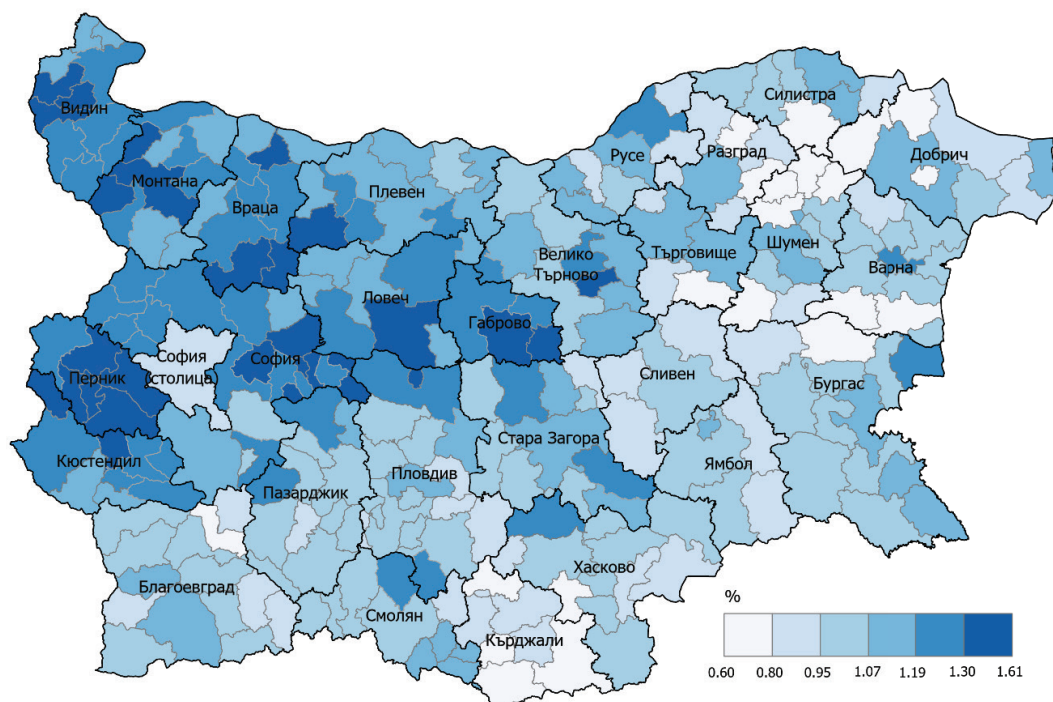 Силистра
Видин
Русе
Разград
Добрич
Монтана
Плевен
Враца
Велико
Търново
Търговище
Шумен
Варна
Ловеч
Габрово
София
(столица)
София
Перник
Сливен
Бургас
Стара Загора
Кюстендил
Пловдив
Ямбол
Пазарджик
Хасково
Благоевград
Смолян
Кърджали
%
0.60 0.80 0.95 1.07 1.19 1.30 1.61